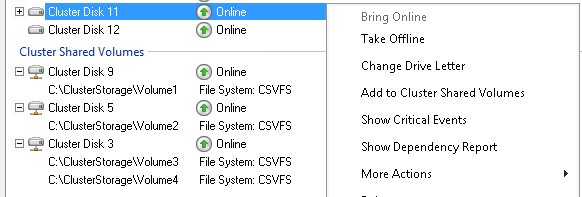 Cluster Disk 11 Online
Cluster Disk 12 Online
Cluster Shared Volumes
Cluster Disk 9 Online
C:\ClusterStorage\Volume1 File System: CSVFS
Cluster Disk 5 Online
C:\ClusterStorage\Volume2 File System: CSVFS
Cluster Disk 3 Online
C:\ClusterStorage\Volume3 File System: CSVFS
C:\ClusterStorage\Volume4 File System: CSVFS
Bring Online
Take Offline
Change Drive Letter
Add to Cluster Shared Volumes
Show Critical Events
Show Dependency Report
More Actions